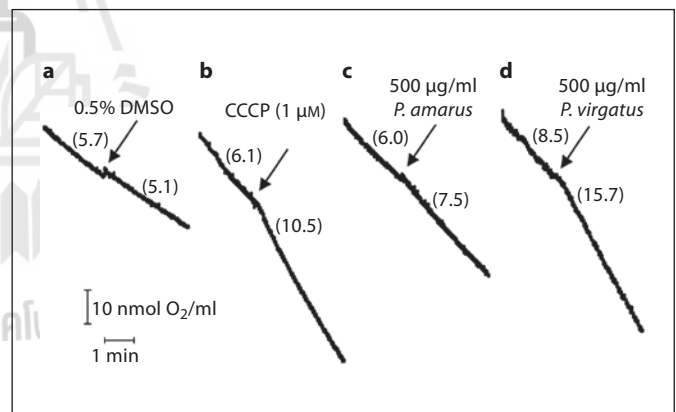 a
0.5% DMSO
(5.7)
(5.1)
b
CCCP (1 µM)
(6.1)
(10.5)
c
500 µg/ml
P. amarus
(6.0)
(7.5)
d
500 µg/ml
P. virgatus
(8.5)
(15.7)
10 nmol O₂/ml
1 min